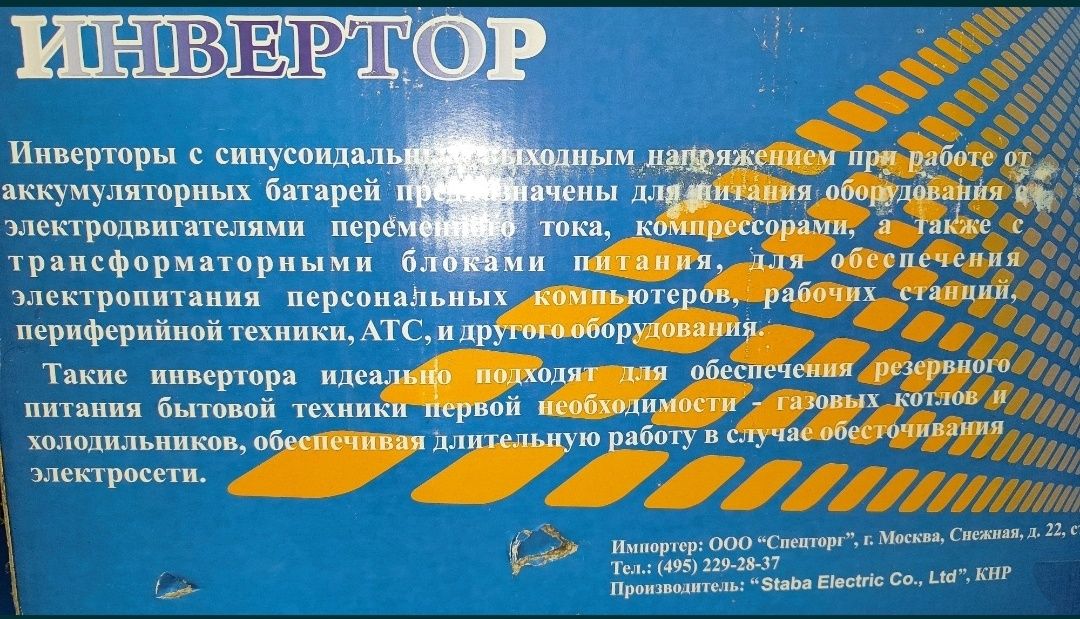 ИНВЕРТОР
Инверторы с синусоидальным выходным напряжением при работе от
аккумуляторных батарей предназначены для питания оборудования с
электродвигателями переменного тока, компрессорами, а также с
трансформаторными блоками питания, для обеспечения
электропитания персональных компьютеров, рабочих станций,
периферийной техники, АТС, и другого оборудования.
Такие инвертора идеально подходят для обеспечения резервного
питания бытовой техники первой необходимости - газовых котлов и
холодильников, обеспечивая длительную работу в случае обесточивания
электросети.
Импортер: ООО "Спецторг", г. Москва, Снежная, д. 22,
Тел.: (495) 229-28-37
Производитель: "Staba Electric Co., Ltd", КНР